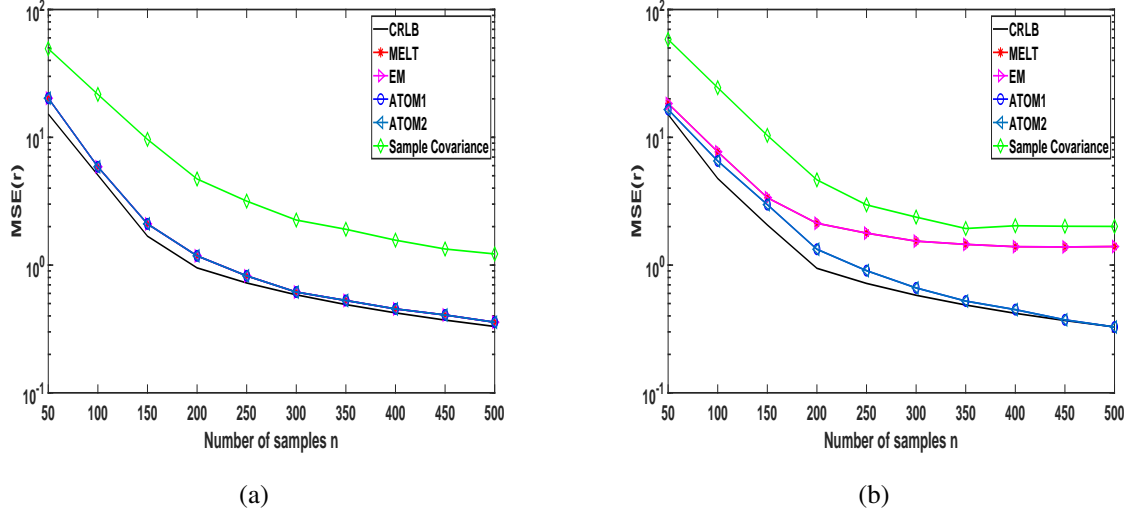 10^2
10^1
10^0
10^-1
MSE(r)
50 100 150 200 250 300 350 400 450 500
Number of samples n
CRLB
MELT
EM
ATOM1
ATOM2
Sample Covariance
(a)
10^2
10^1
10^0
10^-1
MSE(r)
50 100 150 200 250 300 350 400 450 500
Number of samples n
CRLB
MELT
EM
ATOM1
ATOM2
Sample Covariance
(b)